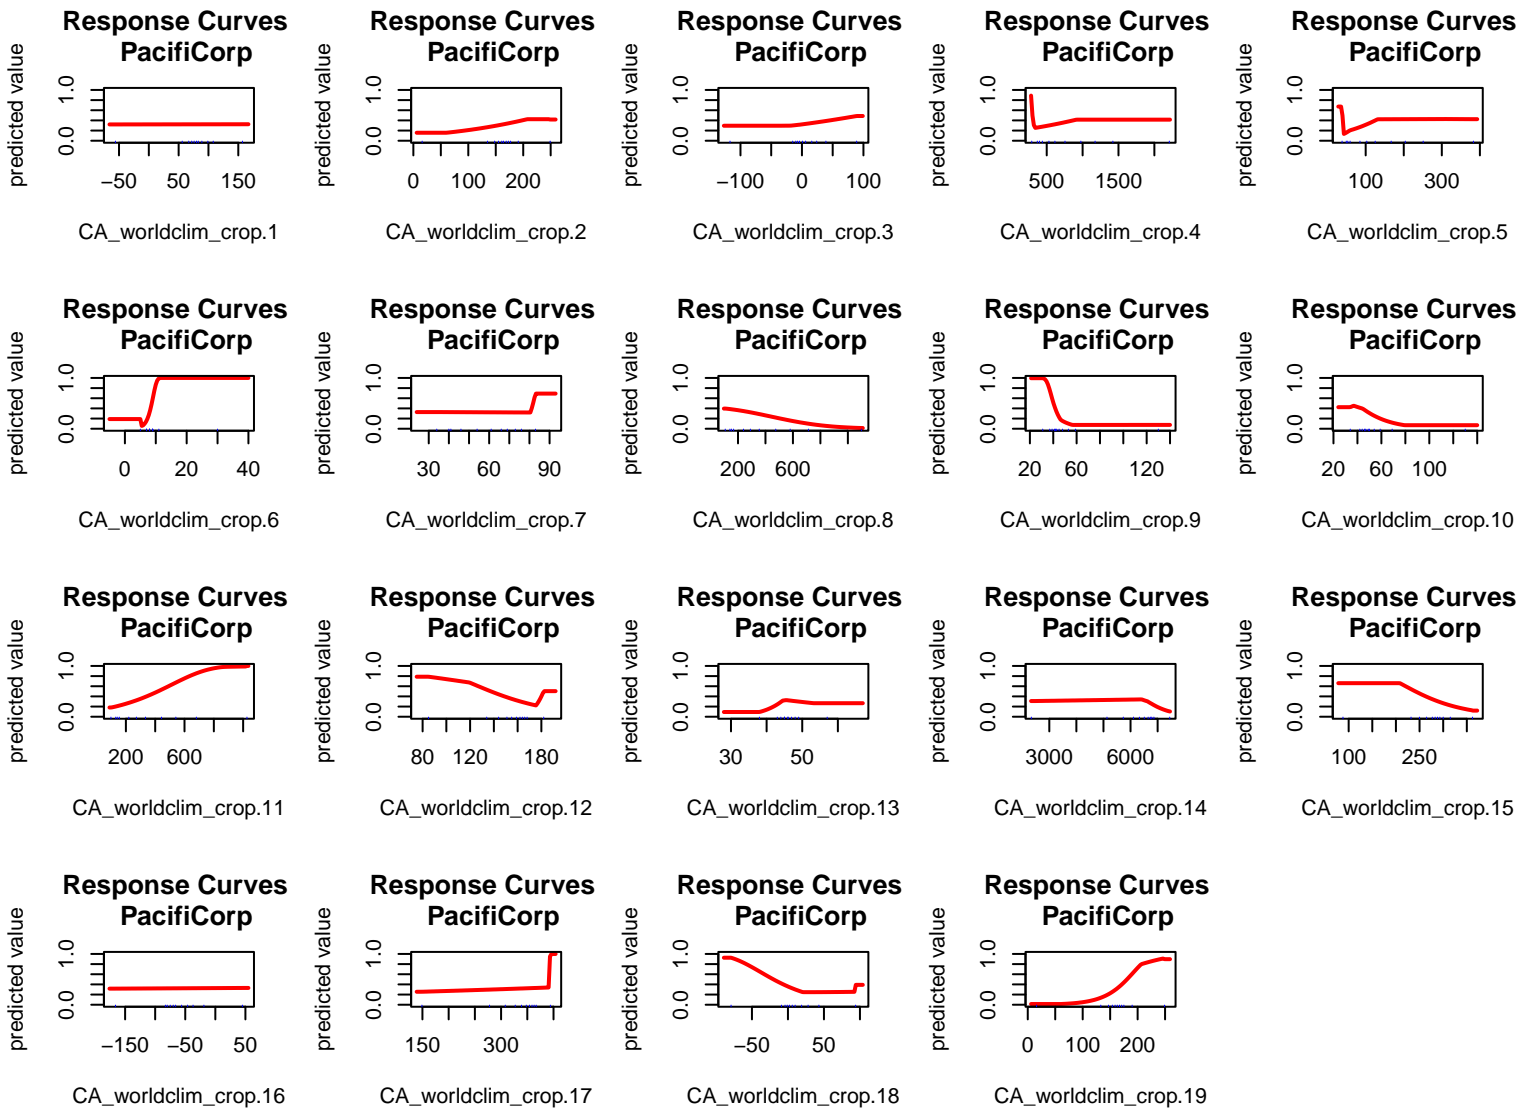 Response Curves
PacifiCorp
predicted value
0.0 1.0
−50 50 150
CA_worldclim_crop.1
Response Curves
PacifiCorp
predicted value
0.0 1.0
0 100 200
CA_worldclim_crop.2
Response Curves
PacifiCorp
predicted value
0.0 1.0
−100 0 100
CA_worldclim_crop.3
Response Curves
PacifiCorp
predicted value
0.0 1.0
500 1500
CA_worldclim_crop.4
Response Curves
PacifiCorp
predicted value
0.0 1.0
100 300
CA_worldclim_crop.5
Response Curves
PacifiCorp
predicted value
0.0 1.0
0 20 40
CA_worldclim_crop.6
Response Curves
PacifiCorp
predicted value
0.0 1.0
30 60 90
CA_worldclim_crop.7
Response Curves
PacifiCorp
predicted value
0.0 1.0
200 600
CA_worldclim_crop.8
Response Curves
PacifiCorp
predicted value
0.0 1.0
20 60 120
CA_worldclim_crop.9
Response Curves
PacifiCorp
predicted value
0.0 1.0
20 60 100
CA_worldclim_crop.10
Response Curves
PacifiCorp
predicted value
0.0 1.0
200 600
CA_worldclim_crop.11
Response Curves
PacifiCorp
predicted value
0.0 1.0
80 120 180
CA_worldclim_crop.12
Response Curves
PacifiCorp
predicted value
0.0 1.0
30 50
CA_worldclim_crop.13
Response Curves
PacifiCorp
predicted value
0.0 1.0
3000 6000
CA_worldclim_crop.14
Response Curves
PacifiCorp
predicted value
0.0 1.0
100 250
CA_worldclim_crop.15
Response Curves
PacifiCorp
predicted value
0.0 1.0
−150 −50 50
CA_worldclim_crop.16
Response Curves
PacifiCorp
predicted value
0.0 1.0
150 300
CA_worldclim_crop.17
Response Curves
PacifiCorp
predicted value
0.0 1.0
−50 50
CA_worldclim_crop.18
Response Curves
PacifiCorp
predicted value
0.0 1.0
0 100 200
CA_worldclim_crop.19